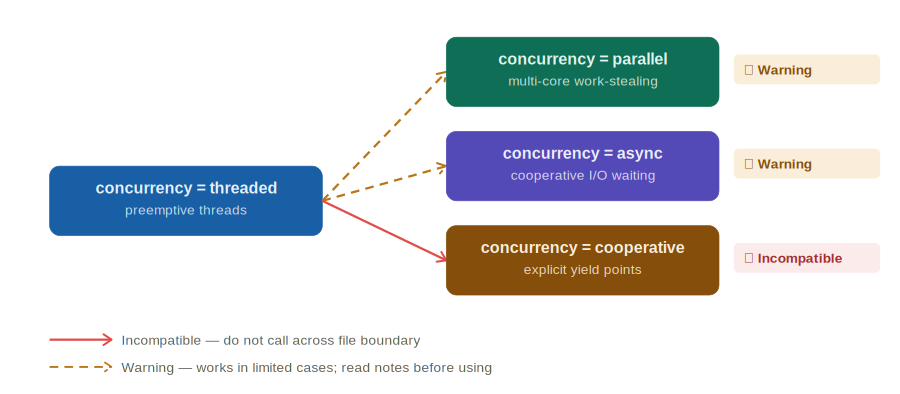 concurrency = parallel
multi-core work-stealing
Warning
concurrency = async
cooperative I/O waiting
Warning
concurrency = threaded
preemptive threads
concurrency = cooperative
explicit yield points
Incompatible
Incompatible — do not call across file boundary
Warning — works in limited cases; read notes before using